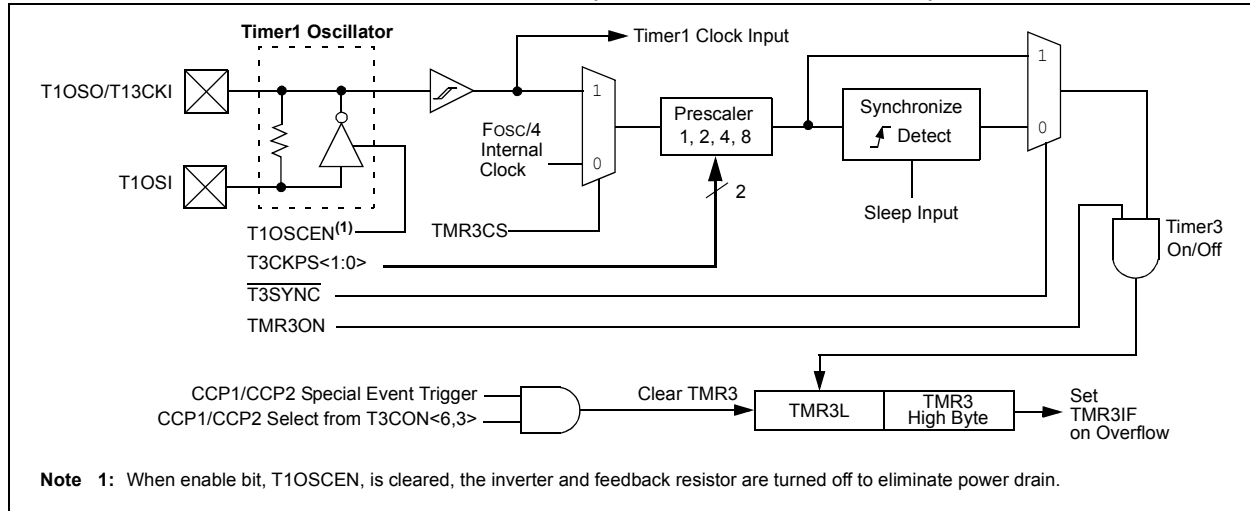 Timer1 Oscillator
Timer1 Clock Input
T1OSO/T13CKI
1
FOSC/4
Internal
Clock
0
Prescaler
1, 2, 4, 8
Synchronize
Detect
1
0
T1OSI
2
Sleep Input
T1OSCEN(1)
TMR3CS
Timer3
On/Off
T3CKPS<1:0>
T3SYNC
TMR3ON
CCP1/CCP2 Special Event Trigger
CCP1/CCP2 Select from T3CON<6,3>
Clear TMR3
TMR3L
TMR3
High Byte
Set
TMR3IF
on Overflow
Note 1: When enable bit, T1OSCEN, is cleared, the inverter and feedback resistor are turned off to eliminate power drain.